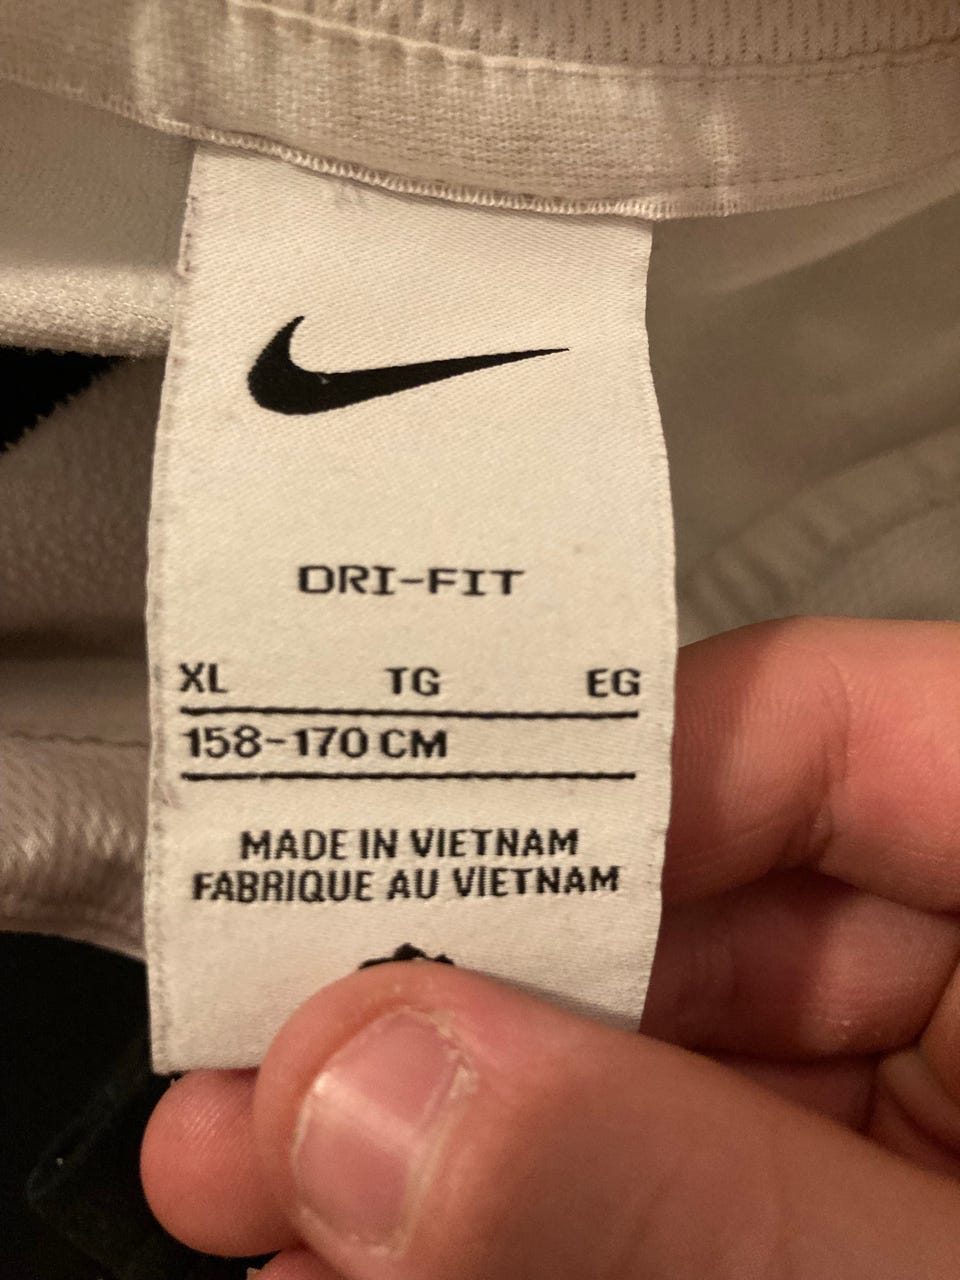 DRI-FIT
XL TG EG
158-170 CM
MADE IN VIETNAM
FABRIQUE AU VIETNAM